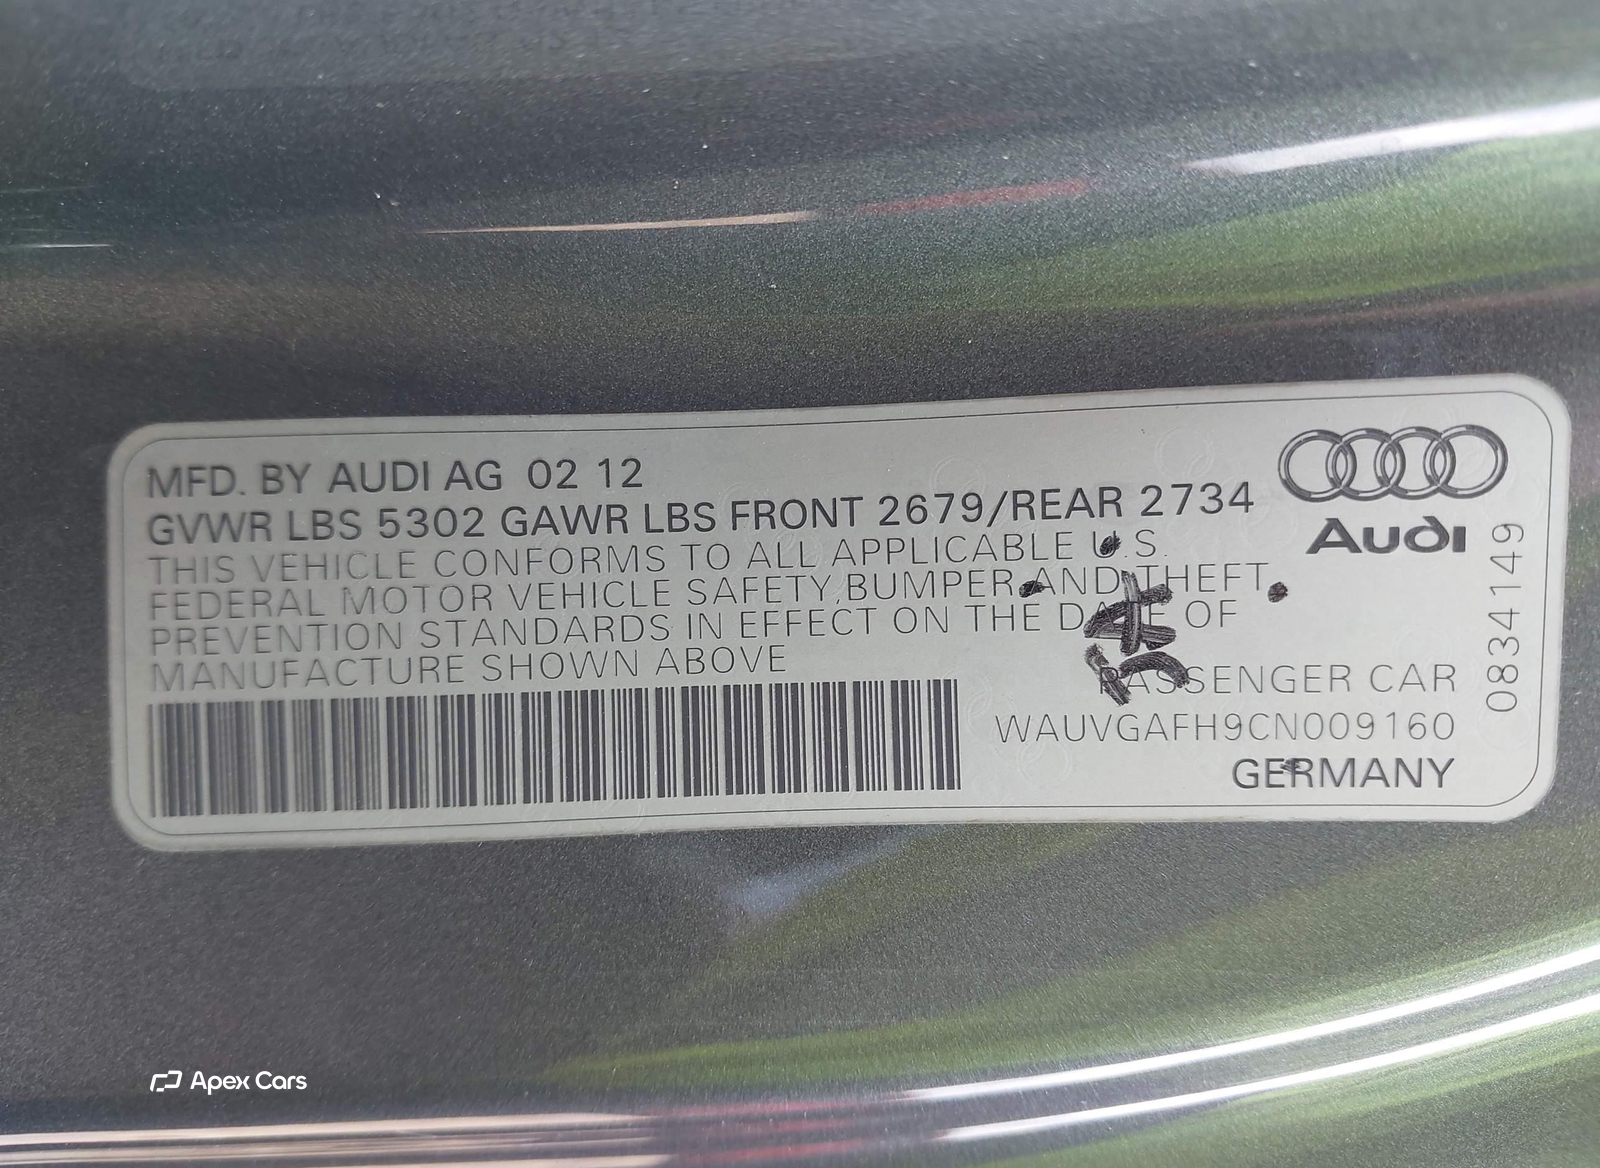 MFD. BY AUDI AG 02 12
GVWR LBS 5302 GAWR LBS FRONT 2679/REAR 2734
THIS VEHICLE CONFORMS TO ALL APPLICABLE U.S.
FEDERAL MOTOR VEHICLE SAFETY, BUMPER AND THEFT
PREVENTION STANDARDS IN EFFECT ON THE DATE OF
MANUFACTURE SHOWN ABOVE
PASSENGER CAR
WAUVGAFH9CN009160
GERMANY
Audi
0834149
Apex Cars